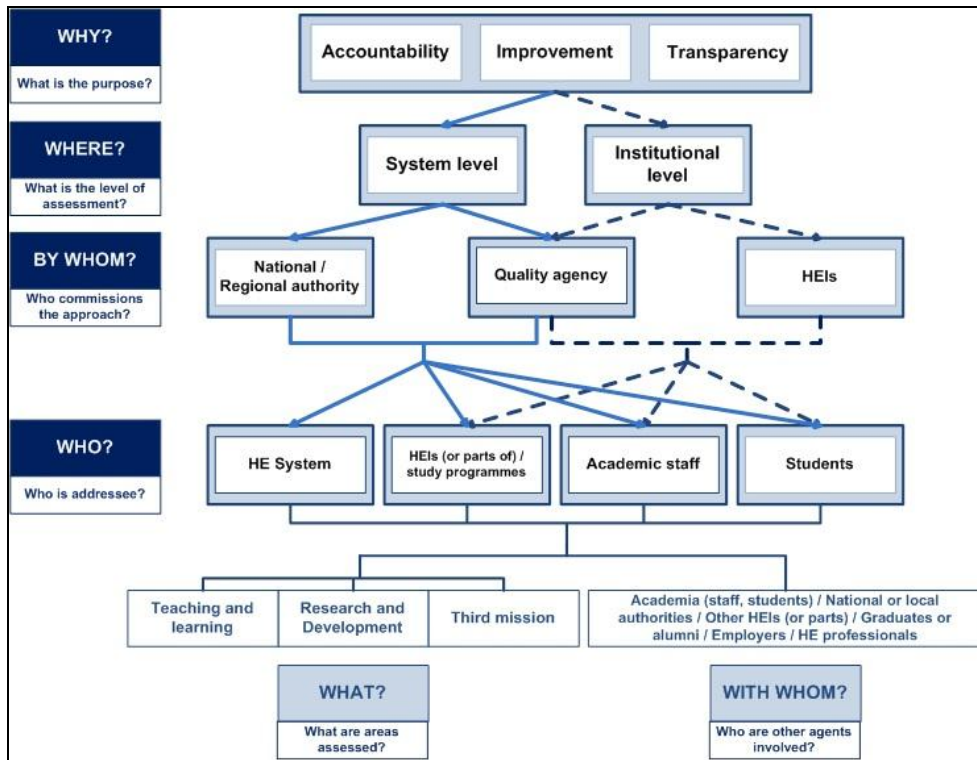 WHY?
What is the purpose?
Accountability
Improvement
Transparency
WHERE?
What is the level of
assessment?
System level
Institutional
level
BY WHOM?
Who commissions
the approach?
National /
Regional authority
Quality agency
HEIs
WHO?
Who is addressee?
HE System
HEIs (or parts of) /
study programmes
Academic staff
Students
Teaching and
learning
Research and
Development
Third mission
Academia (staff, students) / National or local
authorities / Other HEIs (or parts) / Graduates or
alumni / Employers / HE professionals
WHAT?
What are areas
assessed?
WITH WHOM?
Who are other agents
involved?